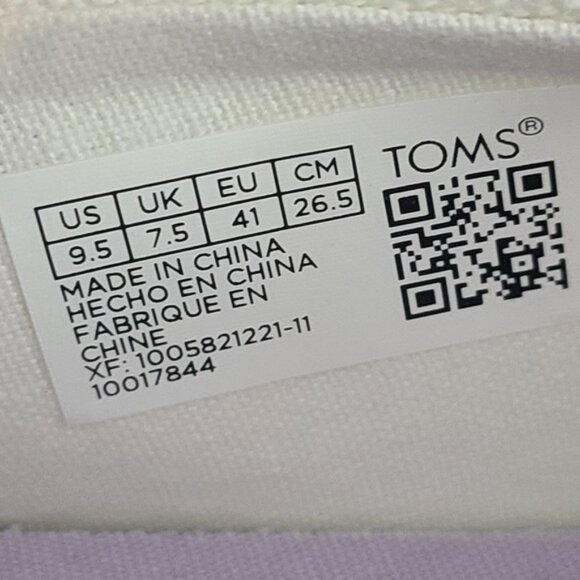 TOMS®
US UK EU CM
9.5 7.5 41 26.5
MADE IN CHINA
HECHO EN CHINA
FABRIQUE EN
CHINE
XF: 1005821221-11
10017844